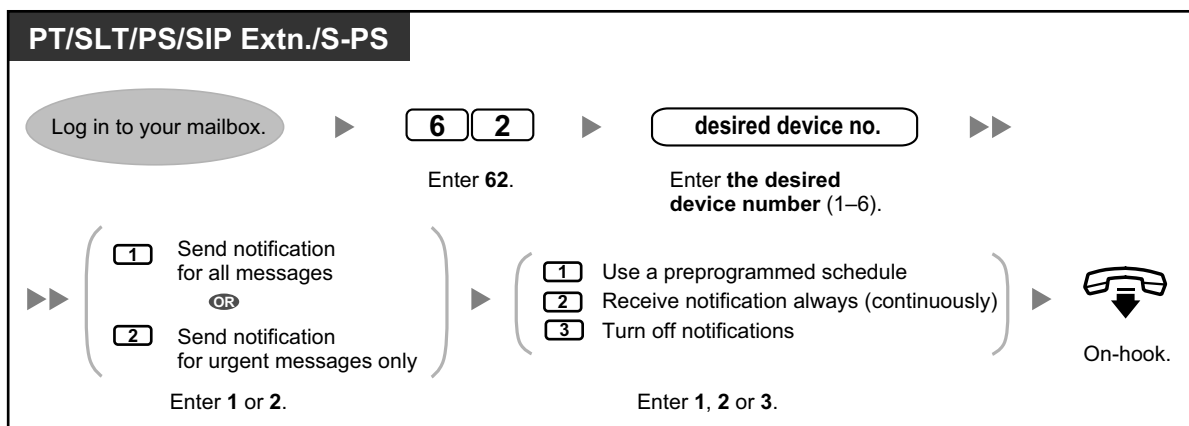 PT/SLT/PS/SIP Extn./S-PS
Log in to your mailbox.
6 2
desired device no.
Enter 62.
Enter the desired
device number (1–6).
1 Send notification
for all messages
OR
2 Send notification
for urgent messages only
Enter 1 or 2.
1 Use a preprogrammed schedule
2 Receive notification always (continuously)
3 Turn off notifications
Enter 1, 2 or 3.
On-hook.